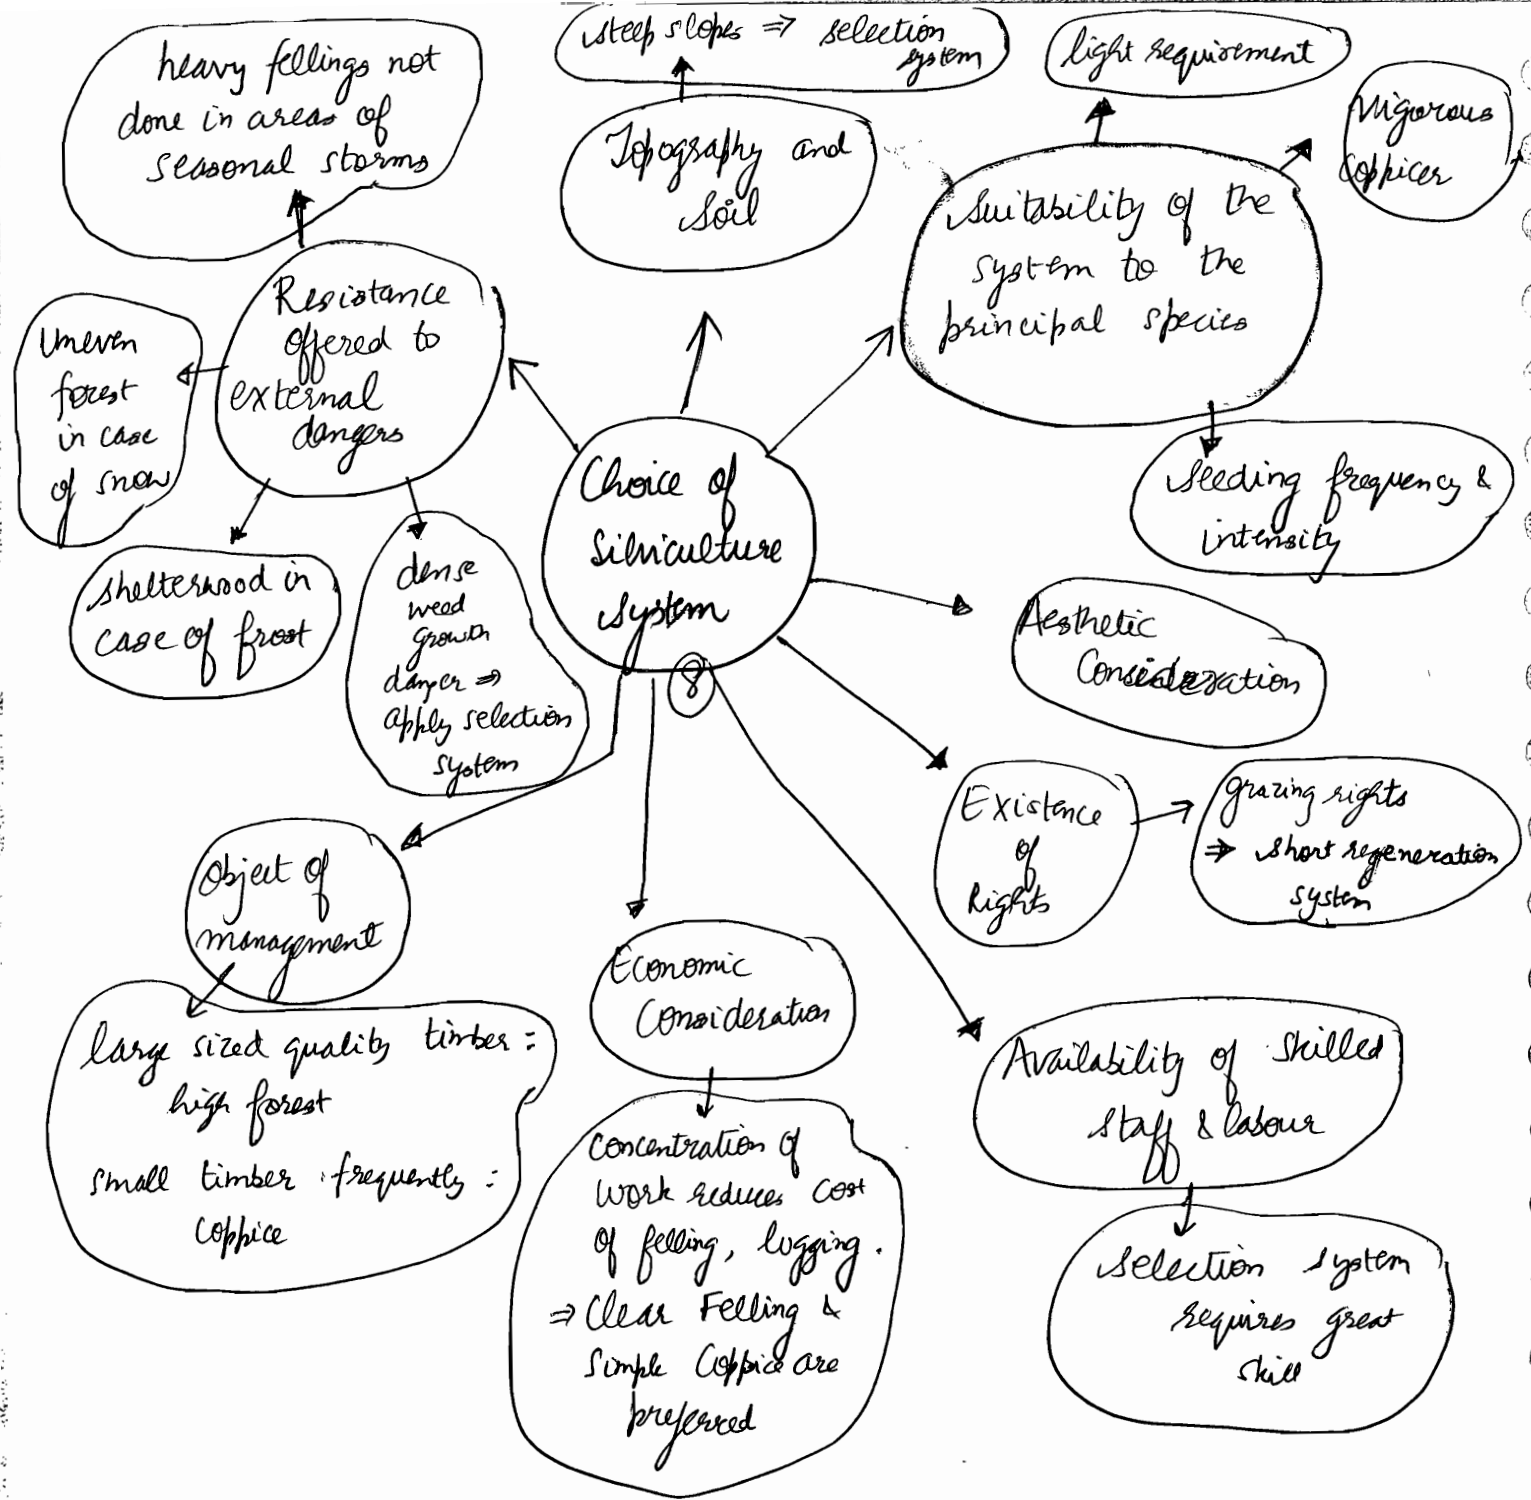 heavy fellings not
done in areas of
seasonal storms
steep slopes ⇒ selection
system
light requirement
Vigorous
Coppicer
Topography and
Soil
Suitability of the
system to the
principal species
Resistance
offered to
external
dangers
Uneven
forest
in case
of snow
shelterwood in
case of frost
dense
weed
growth
danger ⇒
apply selection
system
Choice of
Silviculture
System
8
Seeding frequency &
intensity
Aesthetic
Consideration
Existence
of
Rights
grazing rights
⇒ short regeneration
system
Object of
management
large sized quality timber :
high forest
small timber frequently :
Coppice
Economic
Consideration
Concentration of
work reduces cost
of felling, logging.
⇒ Clear Felling &
Simple Coppice are
preferred
Availability of skilled
staff & labour
Selection system
requires great
skill